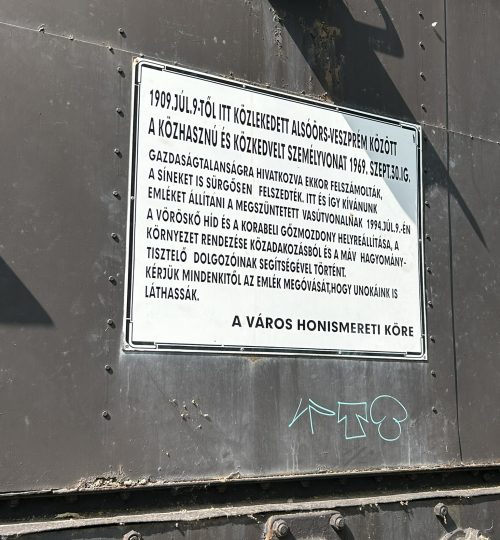 1909.JÚL.9-TŐL ITT KÖZLEKEDETT ALSÓÖRS-VESZPRÉM KÖZÖTT
A KÖZHASZNÚ ÉS KÖZKEDVELT SZEMÉLYVONAT 1969. SZEPT.30.IG.
GAZDASÁGTALANSÁGRA HIVATKOZVA EKKOR FELSZÁMOLTÁK,
A SÍNEKET IS SÜRGŐSEN FELSZEDTÉK. ITT ÉS ÍGY KÍVÁNUNK
EMLÉKET ÁLLÍTANI A MEGSZÜNTETETT VASÚTVONALNAK 1994.JÚL.9.-ÉN
A VÖRÖSKŐ HÍD ÉS A KORABELI GŐZMOZDONY HELYREÁLLÍTÁSA, A
KÖRNYEZET RENDEZÉSE KÖZADAKOZÁSBÓL ÉS A MÁV HAGYOMÁNY-
TISZTELŐ DOLGOZÓINAK SEGÍTSÉGÉVEL TÖRTÉNT.
KÉRJÜK MINDENKITŐL AZ EMLÉK MEGÓVÁSÁT,HOGY UNOKÁINK IS
LÁTHASSÁK.
A VÁROS HONISMERETI KÖRE